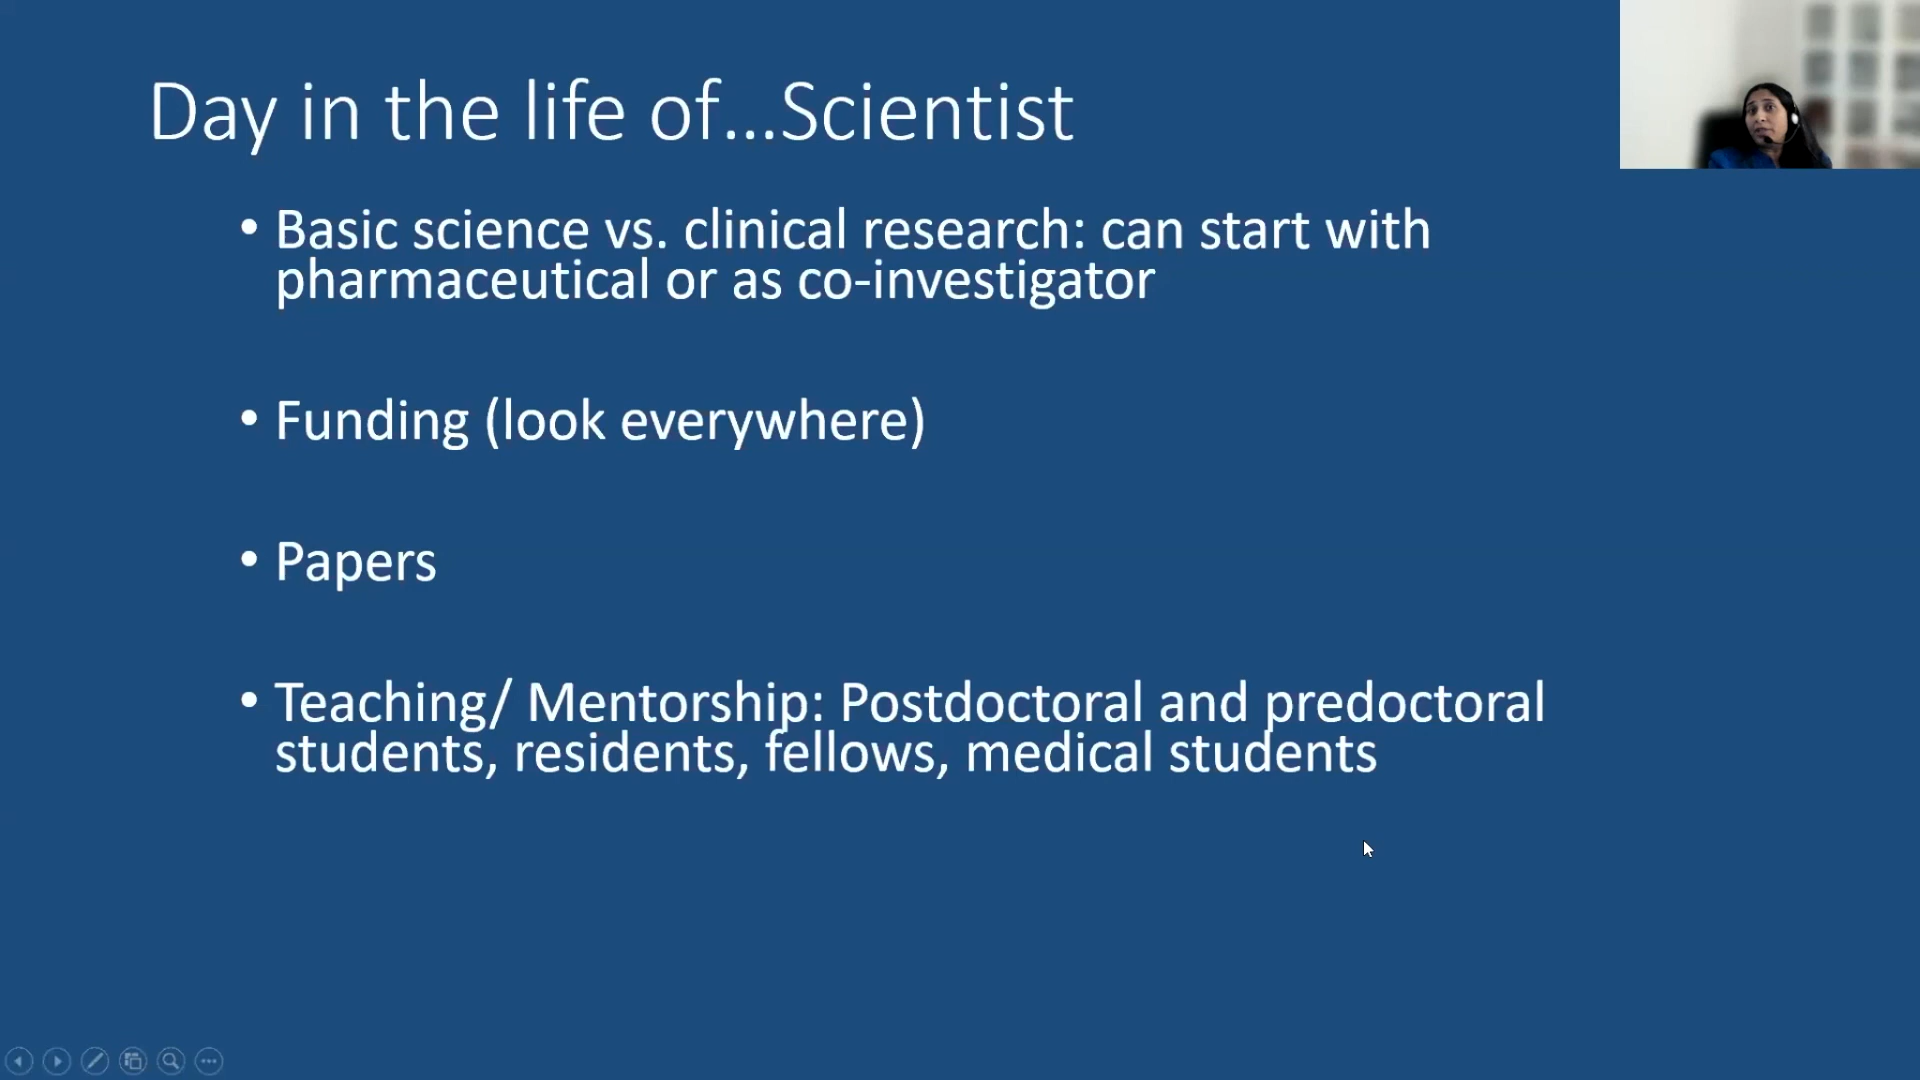 Day in the life of...Scientist
• Basic science vs. clinical research: can start with
pharmaceutical or as co-investigator
• Funding (look everywhere)
• Papers
• Teaching/ Mentorship: Postdoctoral and predoctoral
students, residents, fellows, medical students